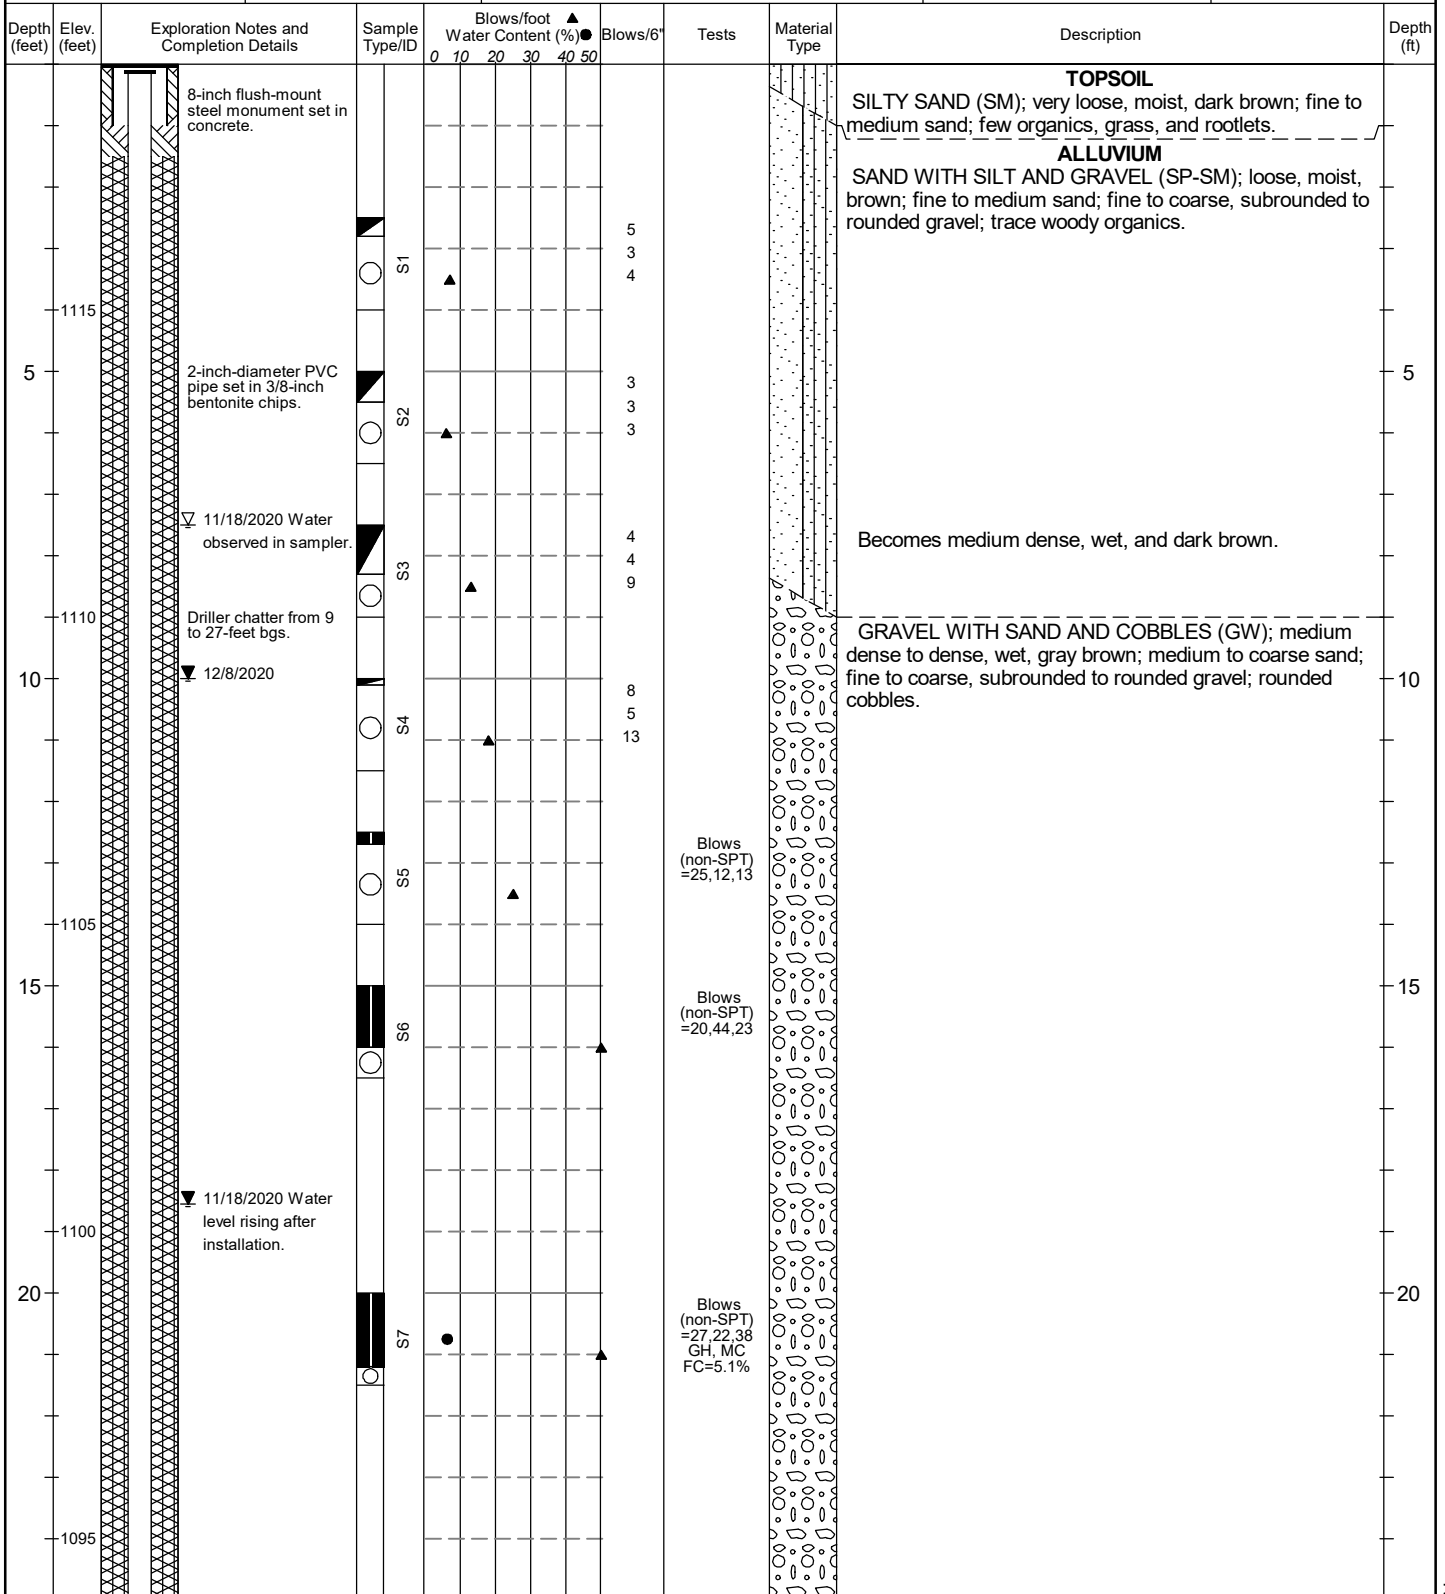 Depth
(feet)
Elev.
(feet)
Exploration Notes and
Completion Details
Sample
Type/ID
Blows/foot ▲
Water Content (%) ●
0 10 20 30 40 50
Blows/6"
Tests
Material
Type
Description
Depth
(ft)
8-inch flush-mount
steel monument set in
concrete.
TOPSOIL
SILTY SAND (SM); very loose, moist, dark brown; fine to
medium sand; few organics, grass, and rootlets.
ALLUVIUM
SAND WITH SILT AND GRAVEL (SP-SM); loose, moist,
brown; fine to medium sand; fine to coarse, subrounded to
rounded gravel; trace woody organics.
S1
5
3
4
1115
5
2-inch-diameter PVC
pipe set in 3/8-inch
bentonite chips.
S2
3
3
3
5
11/18/2020 Water
observed in sampler.
S3
4
4
9
Becomes medium dense, wet, and dark brown.
1110
Driller chatter from 9
to 27-feet bgs.
GRAVEL WITH SAND AND COBBLES (GW); medium
dense to dense, wet, gray brown; medium to coarse sand;
fine to coarse, subrounded to rounded gravel; rounded
cobbles.
10
12/8/2020
S4
8
5
13
10
S5
Blows
(non-SPT)
=25,12,13
1105
15
S6
Blows
(non-SPT)
=20,44,23
15
11/18/2020 Water
level rising after
installation.
1100
20
S7
Blows
(non-SPT)
=27,22,38
GH, MC
FC=5.1%
20
1095